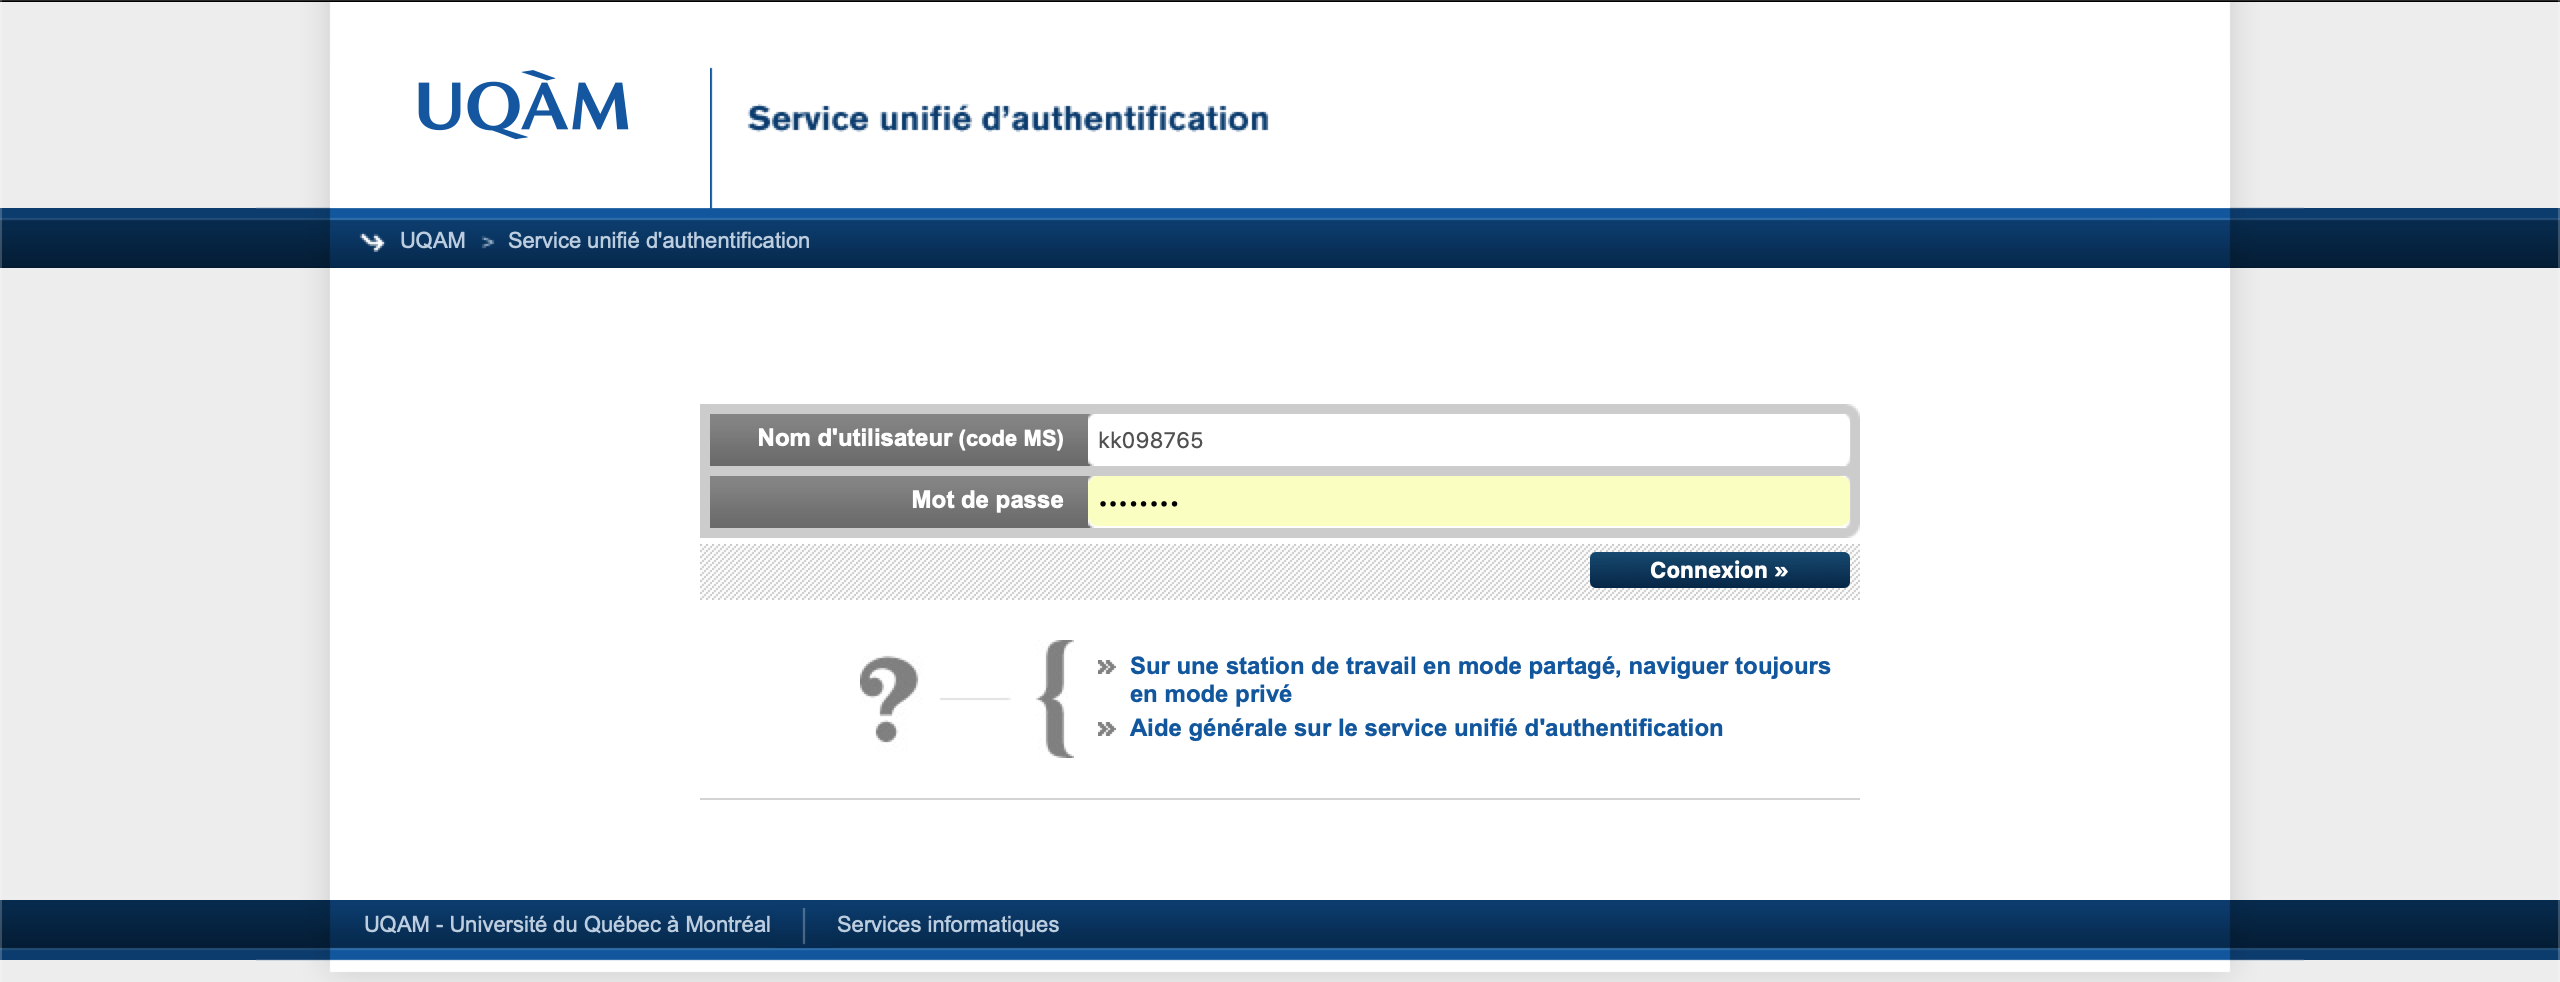 UQÀM
Service unifié d'authentification
UQAM > Service unifié d'authentification
Nom d'utilisateur (code MS) kk098765
Mot de passe ••••••••
Connexion »
? { » Sur une station de travail en mode partagé, naviguer toujours
en mode privé
» Aide générale sur le service unifié d'authentification
UQAM - Université du Québec à Montréal
Services informatiques